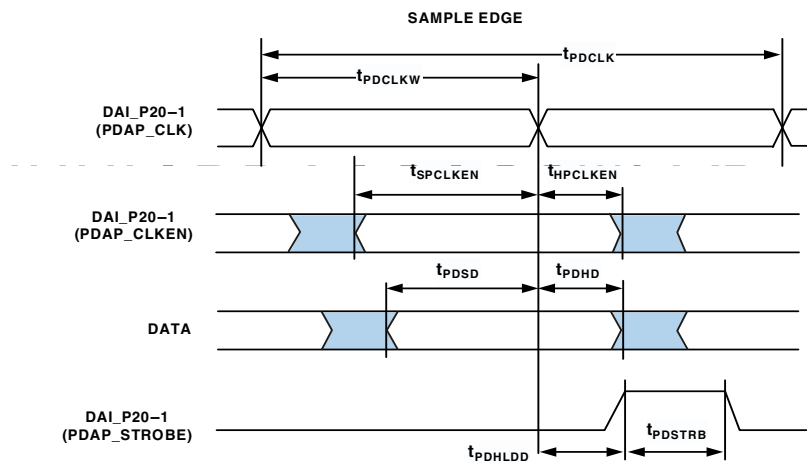 SAMPLE EDGE
tPDCLK
tPDCLKW
DAI_P20–1
(PDAP_CLK)
tSPCLKEN
tHPCLKEN
DAI_P20–1
(PDAP_CLKEN)
tPDSD
tPDHD
DATA
DAI_P20–1
(PDAP_STROBE)
tPDSTRB
tPDHLDD